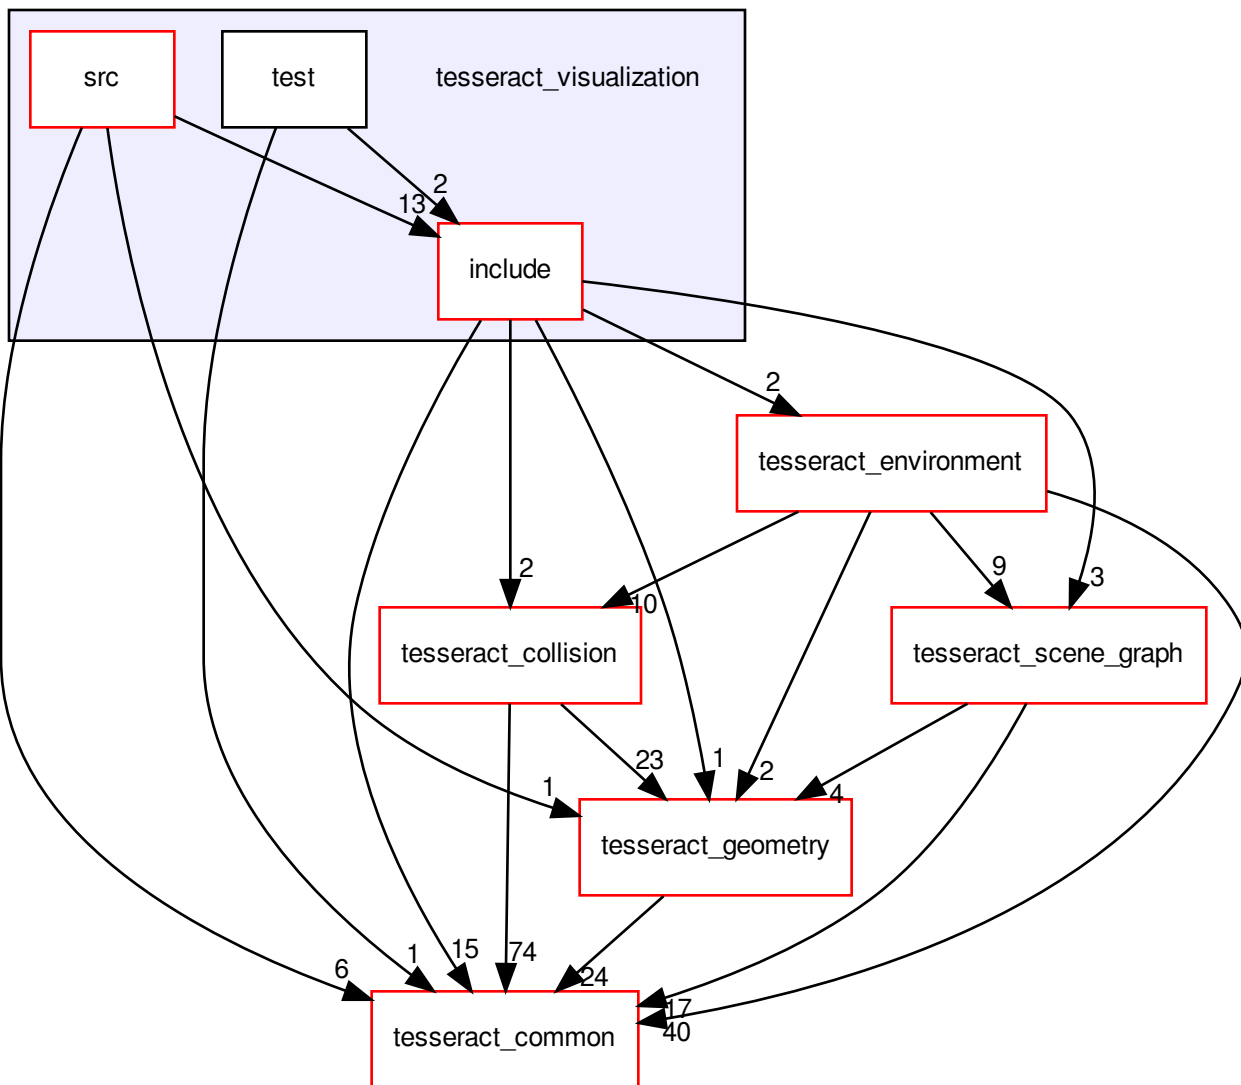 src
test
tesseract_visualization
2
13
include
2
tesseract_environment
2
9
3
10
tesseract_collision
tesseract_scene_graph
23
1
2
1
4
tesseract_geometry
15
74
1
6
24
17
40
tesseract_common